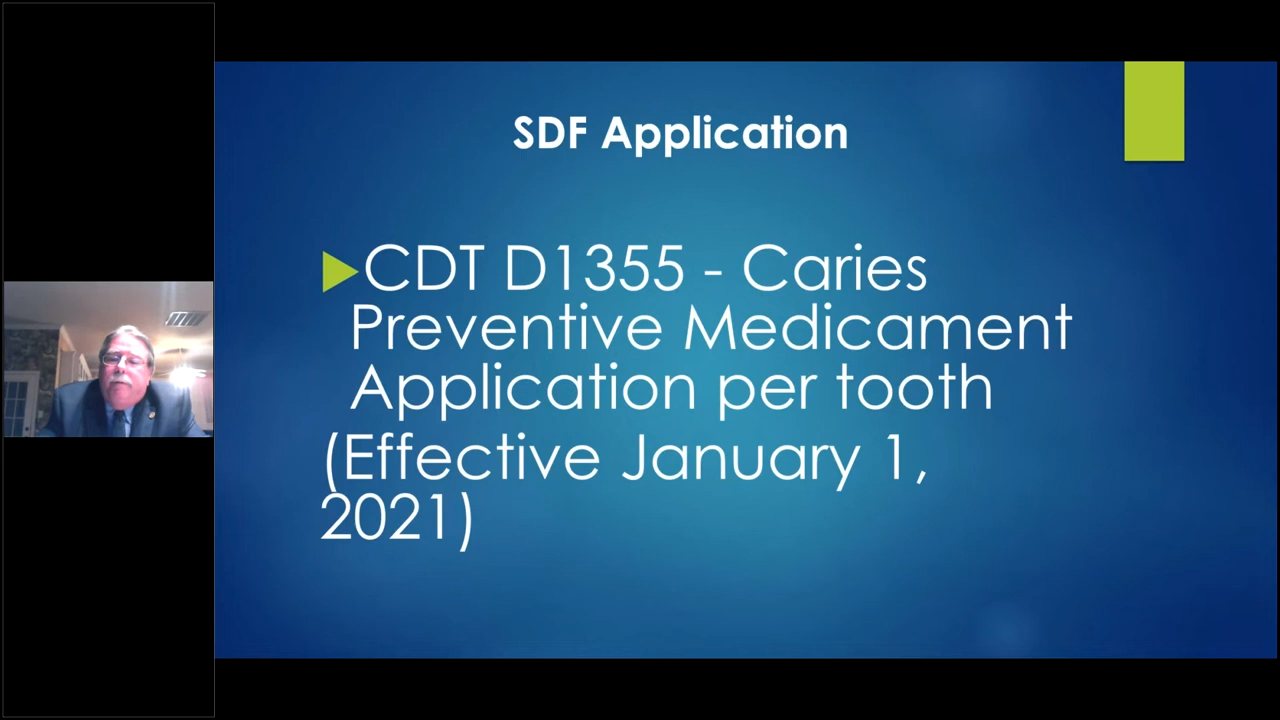 SDF Application
CDT D1355 - Caries
Preventive Medicament
Application per tooth
(Effective January 1,
2021)